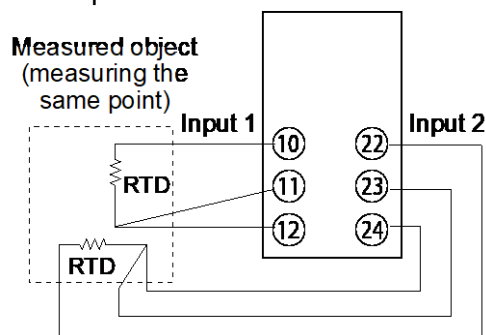 Measured object
(measuring the
same point)
Input 1
Input 2
10
22
RTD
11
23
12
24
RTD